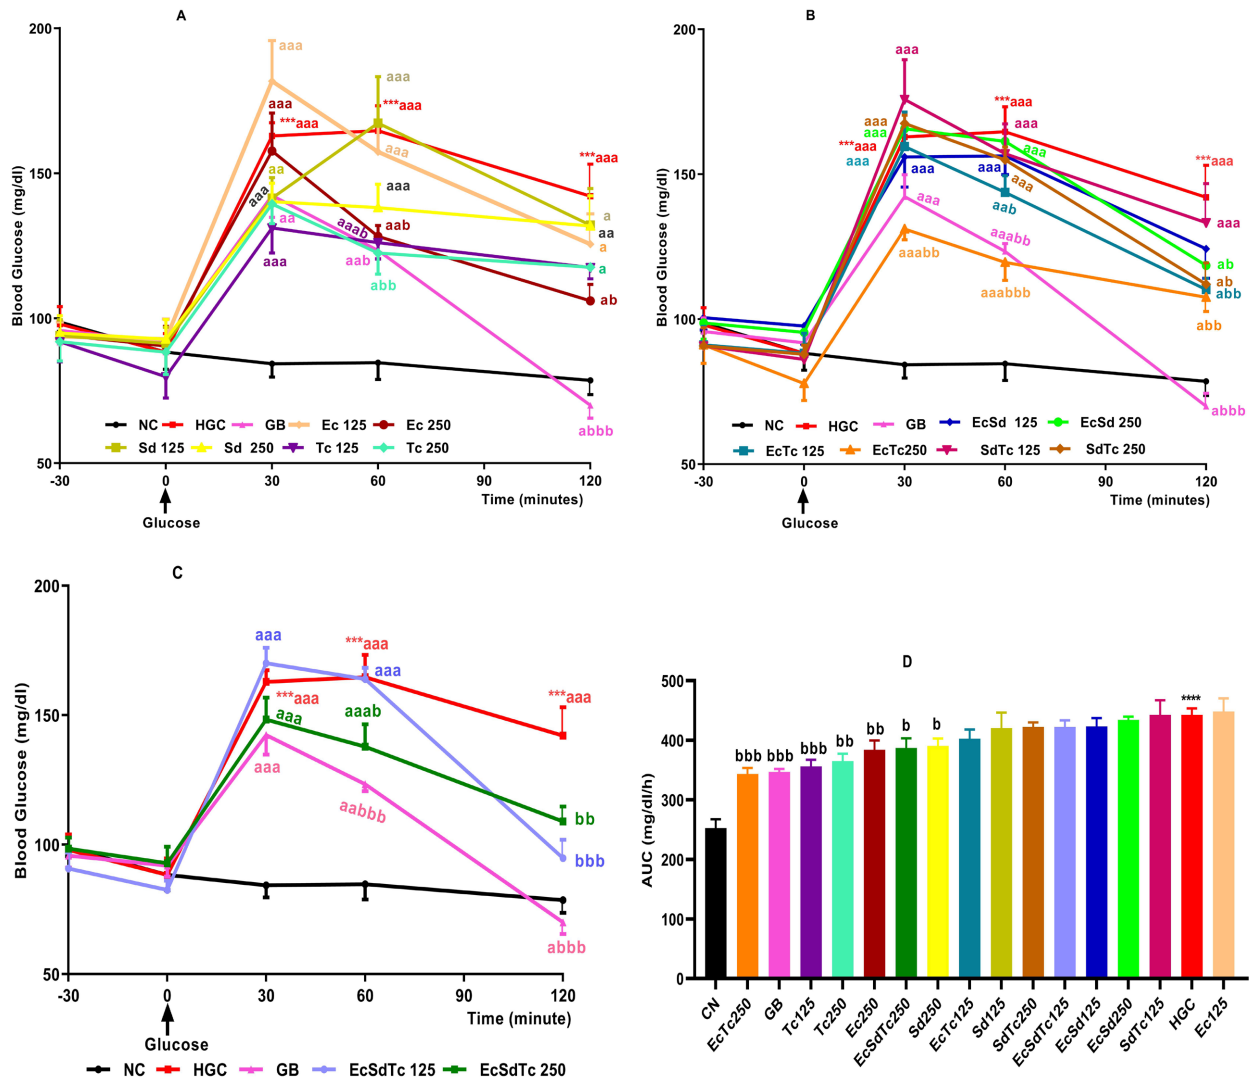 A
200
150
100
50
Blood Glucose (mg/dl)
aaa
aaa
aaa
***aaa
***aaa
***aaa
aa
aaa
aaa
aaa
aaab
aab
a
aa
a
aa
aab
a
aaa
abb
ab
abbb
NC HGC GB Ec 125 Ec 250
Sd 125 Sd 250 Tc 125 Tc 250
-30 0 30 60 90 120
Time (minutes)
Glucose
B
200
150
100
50
Blood Glucose (mg/dl)
aaa
***aaa
aaa
aaa
aaa
***aaa
aaa
aaa
***aaa
aaa
aaa
aaa
aaa
aab
aaa
aaabb
aaabb
ab
ab
abb
aaabbb
abb
abbb
NC HGC GB EcSd 125 EcSd 250
EcTc 125 EcTc250 SdTc 125 SdTc 250
-30 0 30 60 90 120
Time (minutes)
Glucose
C
200
150
100
50
Blood Glucose (mg/dl)
aaa
***aaa
aaa
***aaa
***aaa
aaa
aaab
aaa
aabbb
bb
bbb
abbb
-30 0 30 60 90 120
Time (minute)
Glucose
NC HGC GB EcSdTc 125 EcSdTc 250
D
500
400
300
200
100
0
AUC (mg/dl/h)
bbb bbb bbb bb bb b b ****
CN EcTc250 GB Tc125 Tc250 Ec250 EcSdTc250 Sd250 EcTc125 Sd125 SdTc250 EcSdTc125 EcSd125 EcSd250 SdTc125 HGC Ec125